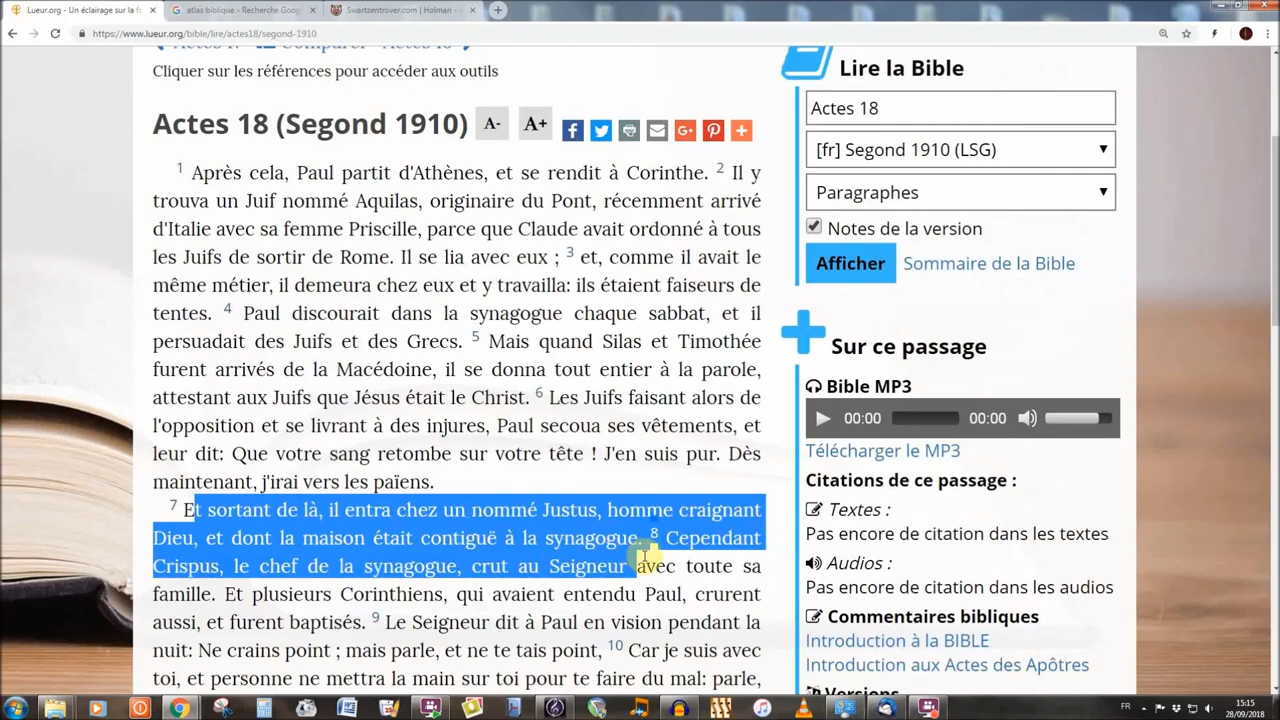 Lueur.org - Un éclairage sur la f
atlas biblique - Recherche Goog
Swartzentrover.com | Holman -
https://www.lueur.org/bible/lire/actes18/segond-1910
Cliquer sur les références pour accéder aux outils
Actes 18 (Segond 1910) A- A+
1 Après cela, Paul partit d'Athènes, et se rendit à Corinthe. 2 Il y
trouva un Juif nommé Aquilas, originaire du Pont, récemment arrivé
d'Italie avec sa femme Priscille, parce que Claude avait ordonné à tous
les Juifs de sortir de Rome. Il se lia avec eux ; 3 et, comme il avait le
même métier, il demeura chez eux et y travailla: ils étaient faiseurs de
tentes. 4 Paul discourait dans la synagogue chaque sabbat, et il
persuadait des Juifs et des Grecs. 5 Mais quand Silas et Timothée
furent arrivés de la Macédoine, il se donna tout entier à la parole,
attestant aux Juifs que Jésus était le Christ. 6 Les Juifs faisant alors de
l'opposition et se livrant à des injures, Paul secoua ses vêtements, et
leur dit: Que votre sang retombe sur votre tête ! J'en suis pur. Dès
maintenant, j'irai vers les païens.
7 Et sortant de là, il entra chez un nommé Justus, homme craignant
Dieu, et dont la maison était contiguë à la synagogue. 8 Cependant
Crispus, le chef de la synagogue, crut au Seigneur avec toute sa
famille. Et plusieurs Corinthiens, qui avaient entendu Paul, crurent
aussi, et furent baptisés. 9 Le Seigneur dit à Paul en vision pendant la
nuit: Ne crains point ; mais parle, et ne te tais point, 10 Car je suis avec
toi, et personne ne mettra la main sur toi pour te faire du mal: parle,
Lire la Bible
Actes 18
[fr] Segond 1910 (LSG)
Paragraphes
Notes de la version
Afficher Sommaire de la Bible
Sur ce passage
Bible MP3
00:00 00:00
Télécharger le MP3
Citations de ce passage :
Textes :
Pas encore de citation dans les textes
Audios :
Pas encore de citation dans les audios
Commentaires bibliques
Introduction à la BIBLE
Introduction aux Actes des Apôtres
Versions
FR
15:15
28/09/2018